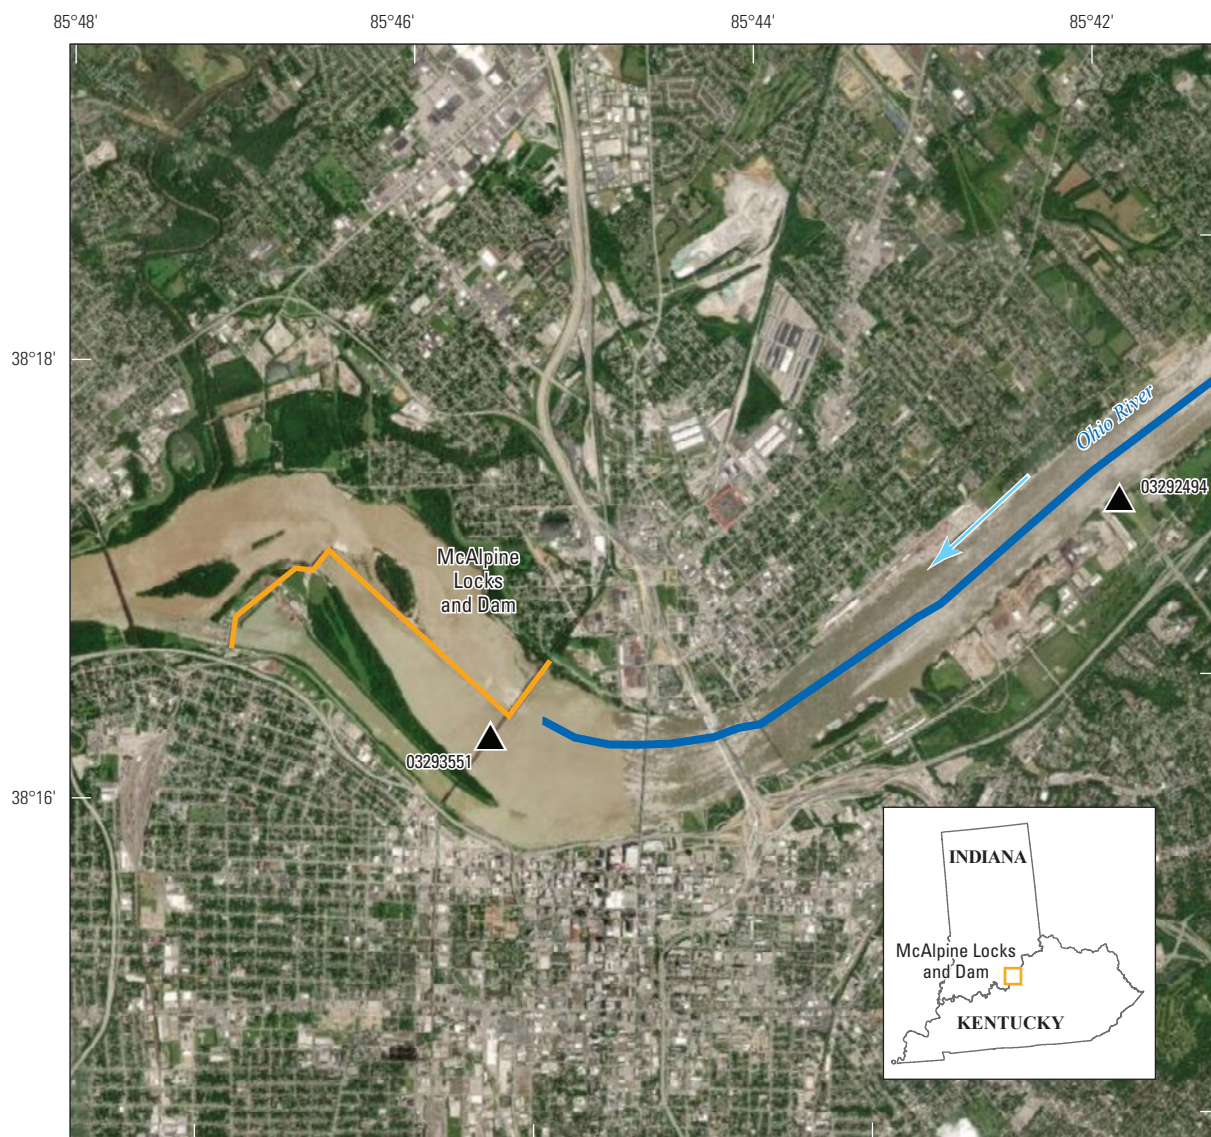 85°48'
85°46'
85°44'
85°42'
38°18'
Ohio River
03292494
McAlpine
Locks
and Dam
03293551
38°16'
INDIANA
McAlpine Locks
and Dam
KENTUCKY